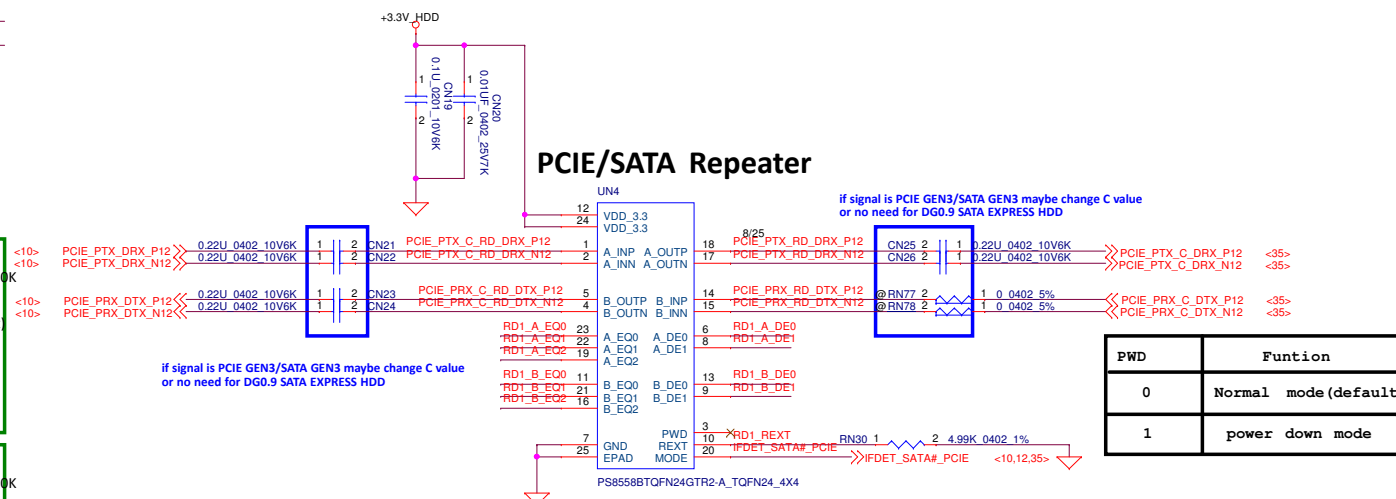 +3.3V_HDD
0.1U_0201_10V6K
CN19
1
2
0.01UF_0402_25V7K
CN20
1
2
PCIE/SATA Repeater
UN4
if signal is PCIE GEN3/SATA GEN3 maybe change C value
or no need for DG0.9 SATA EXPRESS HDD
12 VDD_3.3
24 VDD_3.3
8/25
<10> PCIE_PTX_DRX_P12 0.22U_0402_10V6K 1 2 CN21 PCIE_PTX_C_RD_DRX_P12 1 A_INP A_OUTP 18 PCIE_PTX_RD_DRX_P12 CN25 2 1 0.22U_0402_10V6K PCIE_PTX_C_DRX_P12 <35>
<10> PCIE_PTX_DRX_N12 0.22U_0402_10V6K 1 2 CN22 PCIE_PTX_C_RD_DRX_N12 2 A_INN A_OUTN 17 PCIE_PTX_RD_DRX_N12 CN26 2 1 0.22U_0402_10V6K PCIE_PTX_C_DRX_N12 <35>
0K
<10> PCIE_PRX_DTX_P12 0.22U_0402_10V6K 1 2 CN23 PCIE_PRX_C_RD_DTX_P12 5 B_OUTP B_INP 14 PCIE_PRX_RD_DTX_P12 @RN77 2 1 0_0402_5% PCIE_PRX_C_DTX_P12 <35>
<10> PCIE_PRX_DTX_N12 0.22U_0402_10V6K 1 2 CN24 PCIE_PRX_C_RD_DTX_N12 4 B_OUTN B_INN 15 PCIE_PRX_RD_DTX_N12 @RN78 2 1 0_0402_5% PCIE_PRX_C_DTX_N12 <35>
)
RD1_A_EQ0 23 A_EQ0 A_DE0 6 RD1_A_DE0
RD1_A_EQ1 22 A_EQ1 A_DE1 8 RD1_A_DE1
RD1_A_EQ2 19 A_EQ2
if signal is PCIE GEN3/SATA GEN3 maybe change C value
or no need for DG0.9 SATA EXPRESS HDD
RD1_B_EQ0 11 B_EQ0 B_DE0 13 RD1_B_DE0
RD1_B_EQ1 21 B_EQ1 B_DE1 9 RD1_B_DE1
RD1_B_EQ2 16 B_EQ2
PWD Funtion
0 Normal mode(default
1 power down mode
PWD 3
7 GND REXT 10 RD1_REXT RN30 1 2 4.99K_0402_1%
25 EPAD MODE 20 IFDET_SATA#_PCIE IFDET_SATA#_PCIE <10,12,35>
PS8558BTQFN24GTR2-A_TQFN24_4X4
0K